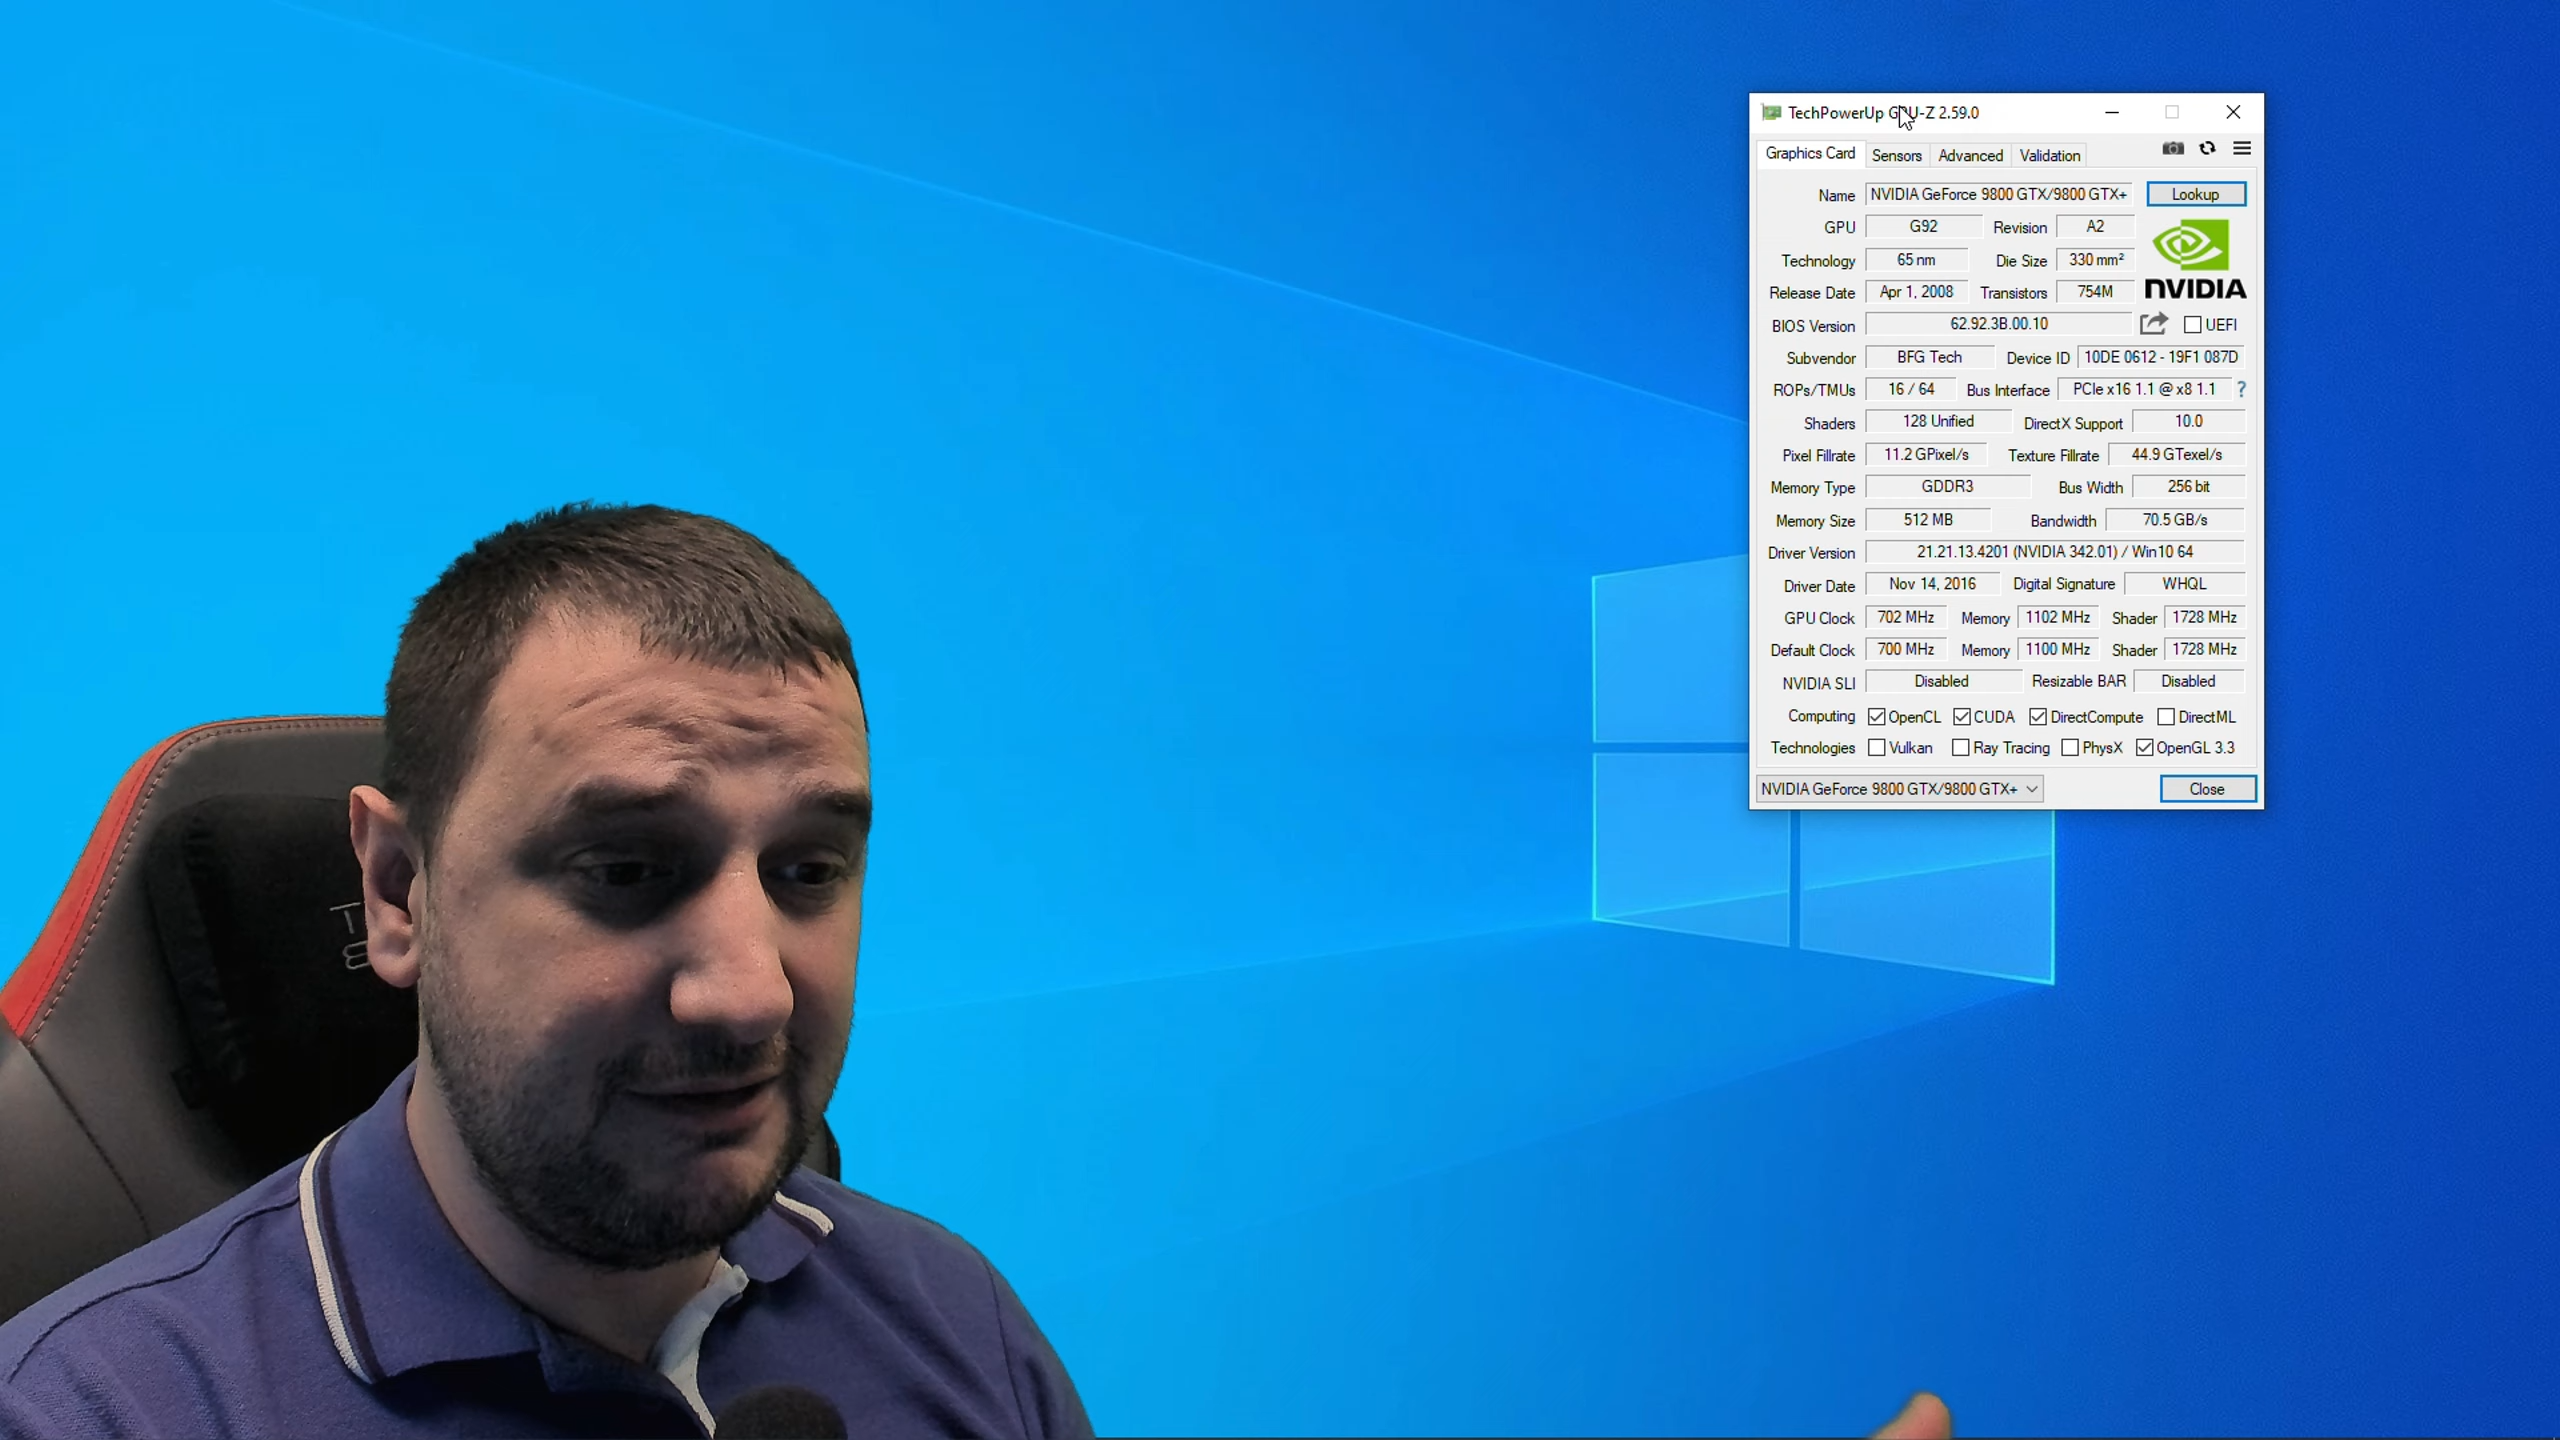 TechPowerUp GPU-Z 2.59.0
Graphics Card Sensors Advanced Validation
Name NVIDIA GeForce 9800 GTX/9800 GTX+ Lookup
GPU G92 Revision A2
Technology 65 nm Die Size 330 mm²
NVIDIA
Release Date Apr 1, 2008 Transistors 754M
BIOS Version 62.92.3B.00.10 UEFI
Subvendor BFG Tech Device ID 10DE 0612 - 19F1 087D
ROPs/TMUs 16 / 64 Bus Interface PCIe x16 1.1 @ x8 1.1 ?
Shaders 128 Unified DirectX Support 10.0
Pixel Fillrate 11.2 GPixel/s Texture Fillrate 44.9 GTexel/s
Memory Type GDDR3 Bus Width 256 bit
Memory Size 512 MB Bandwidth 70.5 GB/s
Driver Version 21.21.13.4201 (NVIDIA 342.01) / Win10 64
Driver Date Nov 14, 2016 Digital Signature WHQL
GPU Clock 702 MHz Memory 1102 MHz Shader 1728 MHz
Default Clock 700 MHz Memory 1100 MHz Shader 1728 MHz
NVIDIA SLI Disabled Resizable BAR Disabled
Computing OpenCL CUDA DirectCompute DirectML
Technologies Vulkan Ray Tracing PhysX OpenGL 3.3
NVIDIA GeForce 9800 GTX/9800 GTX+ Close